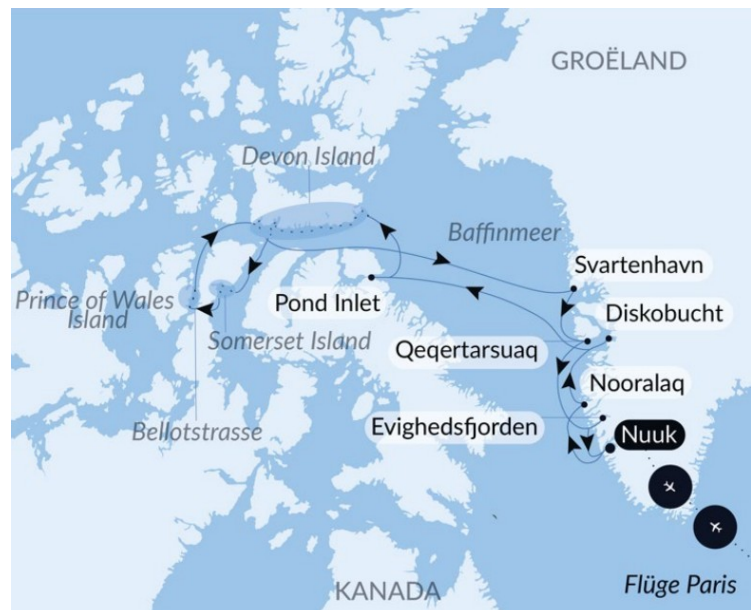 GROËLAND
Devon Island
Baffinmeer
Svartenhavn
Prince of Wales
Island
Pond Inlet
Diskobucht
Somerset Island
Qeqertarsuaq
Nooralaq
Evighedsfjorden
Bellotstrasse
Nuuk
KANADA
Flüge Paris